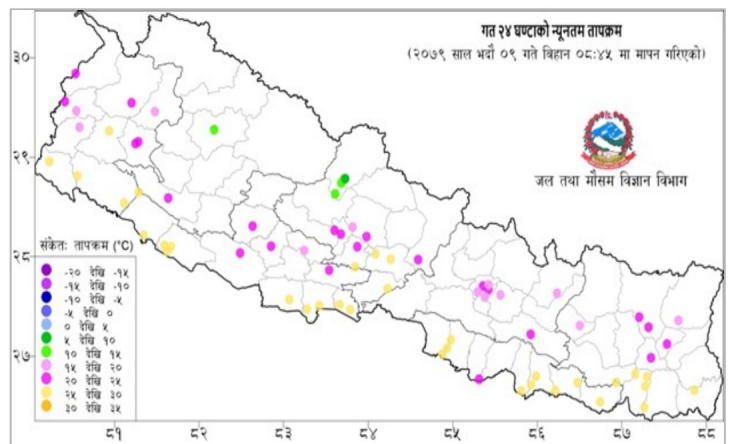 गत २४ घण्टाको न्यूनतम तापक्रम
(२०७९ साल भदौ ०९ गते बिहान ०८:४५ मा मापन गरिएको)
जल तथा मौसम विज्ञान विभाग
३०
२९
२८
२७
संकेतः तापक्रम (°C)
-२० देखि -१५
-१५ देखि -१०
-१० देखि -५
-५ देखि ०
० देखि ५
५ देखि १०
१० देखि १५
१५ देखि २०
२० देखि २५
२५ देखि ३०
३० देखि ३५
८१ ८२ ८३ ८४ ८५ ८६ ८७ ८८